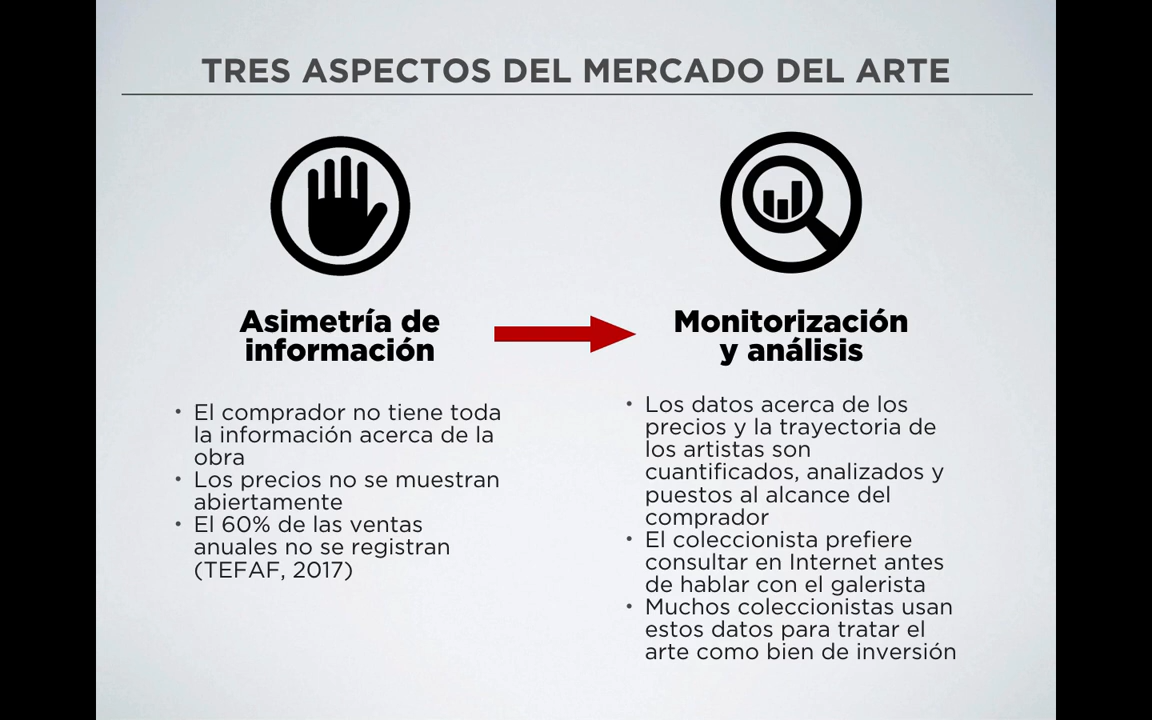 TRES ASPECTOS DEL MERCADO DEL ARTE
Asimetría de
información
• El comprador no tiene toda
la información acerca de la
obra
• Los precios no se muestran
abiertamente
• El 60% de las ventas
anuales no se registran
(TEFAF, 2017)
Monitorización
y análisis
• Los datos acerca de los
precios y la trayectoria de
los artistas son
cuantificados, analizados y
puestos al alcance del
comprador
• El coleccionista prefiere
consultar en Internet antes
de hablar con el galerista
• Muchos coleccionistas usan
estos datos para tratar el
arte como bien de inversión